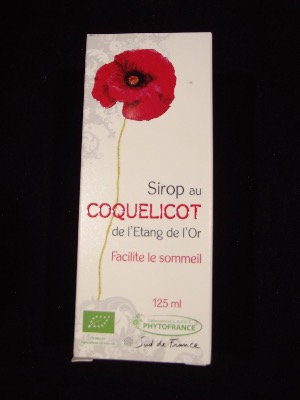 Sirop au
COQUELICOT
de l'Etang de l'Or
Facilite le sommeil
125 ml
PHYTOFRANCE
Sud de France